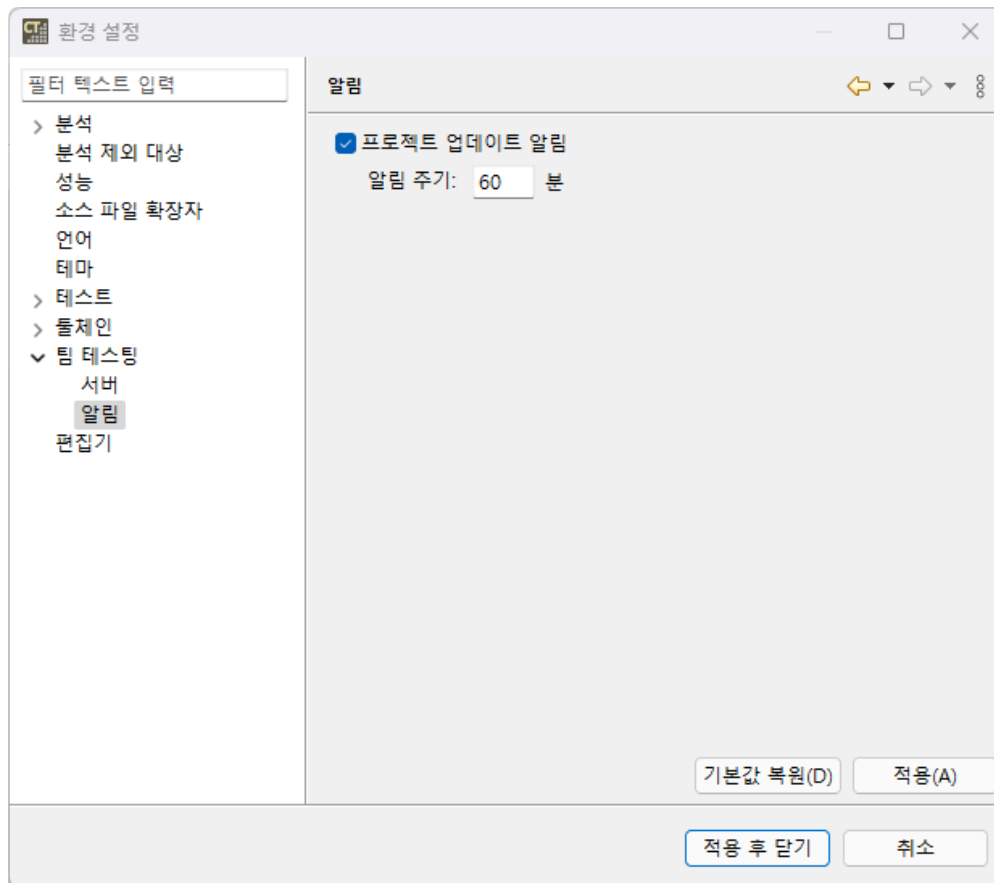 CT
환경 설정
필터 텍스트 입력
분석
분석 제외 대상
성능
소스 파일 확장자
언어
테마
테스트
툴체인
팀 테스팅
서버
알림
편집기
알림
프로젝트 업데이트 알림
알림 주기: 60 분
기본값 복원(D) 적용(A)
적용 후 닫기 취소